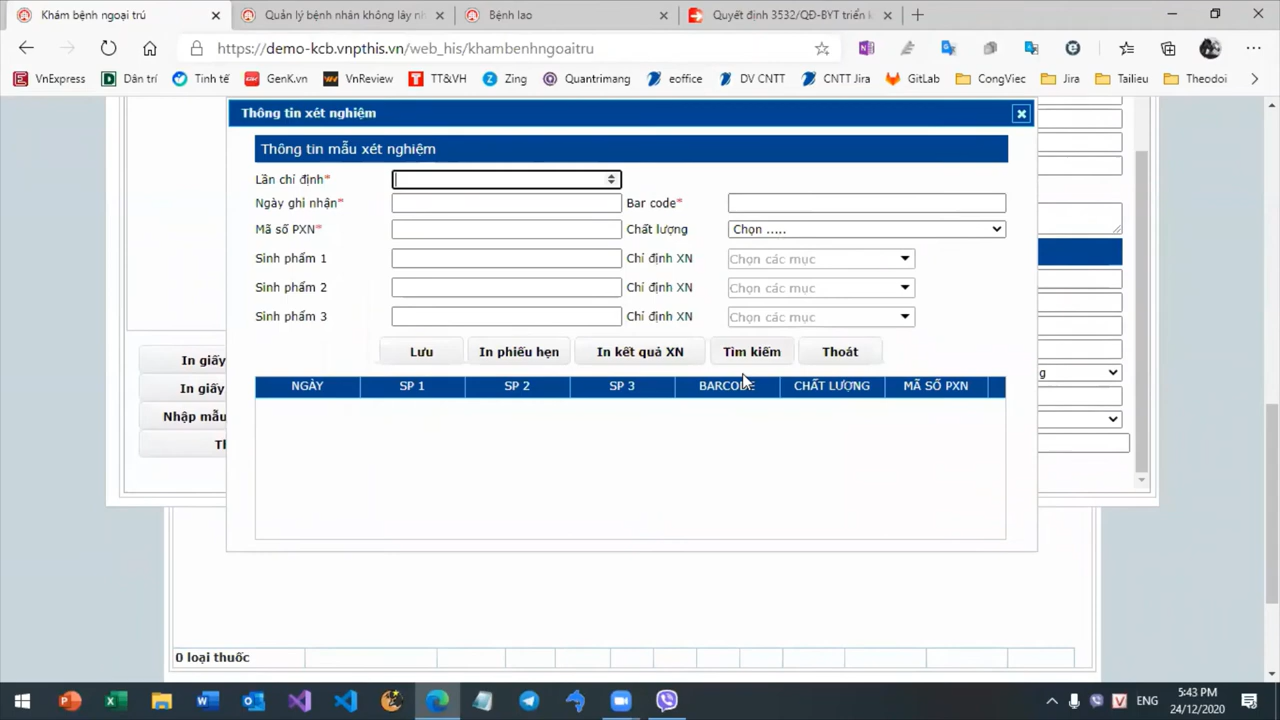 Khám bệnh ngoại trú
Quản lý bệnh nhân không lây nh
Bệnh lao
Quyết định 3532/QĐ-BYT triển k
https://demo-kcb.vnpthis.vn/web_his/khambenhngoaitru
VnExpress Dân trí Tinh tế GenK.vn VnReview TT&VH Zing Quantrimang eoffice DV CNTT CNTT Jira GitLab CongViec Jira Tailieu Theodoi
Thông tin xét nghiệm
Thông tin mẫu xét nghiệm
Lần chỉ định*
Ngày ghi nhận* Bar code*
Mã số PXN* Chất lượng Chọn .....
Sinh phẩm 1 Chỉ định XN Chọn các mục
Sinh phẩm 2 Chỉ định XN Chọn các mục
Sinh phẩm 3 Chỉ định XN Chọn các mục
Lưu In phiếu hẹn In kết quả XN Tìm kiếm Thoát
NGÀY SP 1 SP 2 SP 3 BARCODE CHẤT LƯỢNG MÃ SỐ PXN
In giấy
In giấy
Nhập mẫu
Th
g
0 loại thuốc
ENG
5:43 PM
24/12/2020